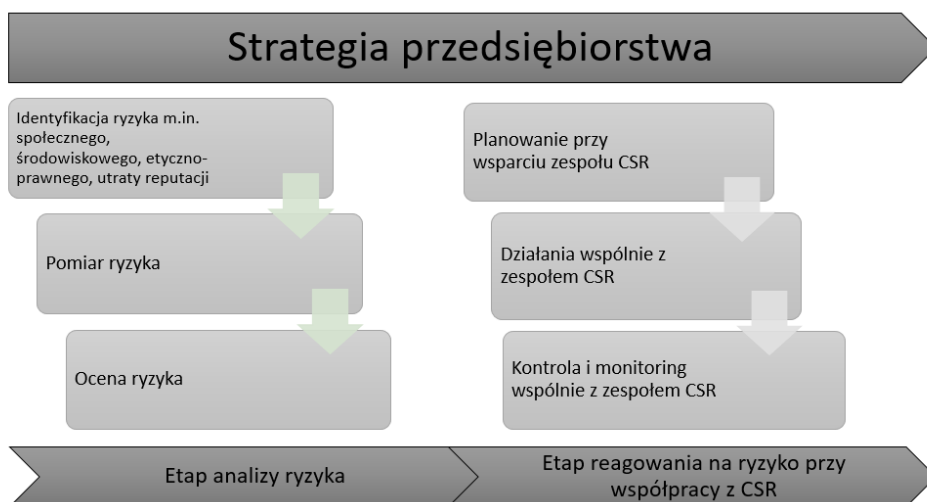 Strategia przedsiębiorstwa
Identyfikacja ryzyka m.in.
społecznego,
środowiskowego, etyczno-
prawnego, utraty reputacji
Pomiar ryzyka
Ocena ryzyka
Planowanie przy
wsparciu zespołu CSR
Działania wspólnie z
zespołem CSR
Kontrola i monitoring
wspólnie z zespołem CSR
Etap analizy ryzyka
Etap reagowania na ryzyko przy
współpracy z CSR